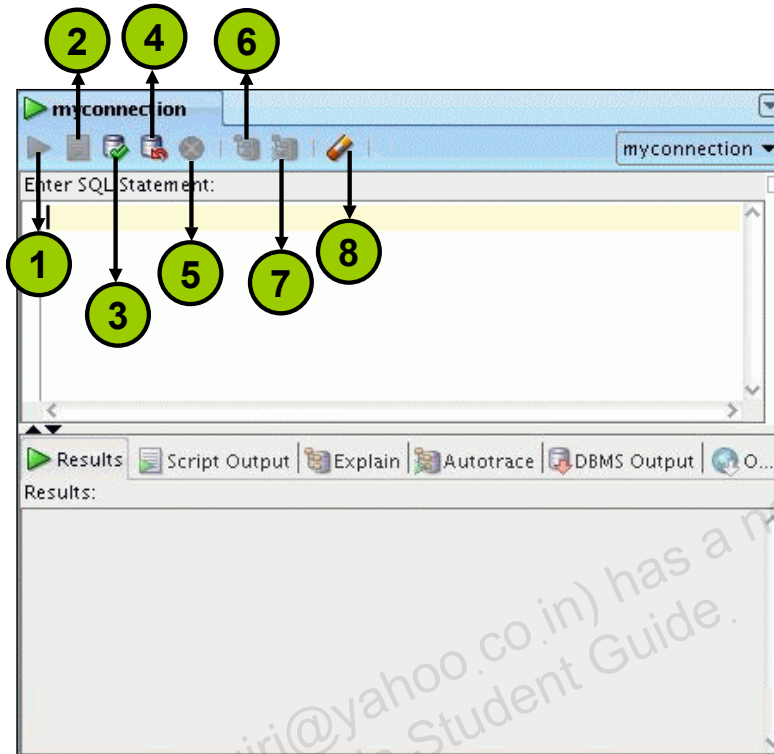 2 4 6
myconnection
myconnection
Enter SQL Statement:
1 3 5 7 8
Results Script Output Explain Autotrace DBMS Output O...
Results:
) has a n
@yahoo.co.in
Student Guide.